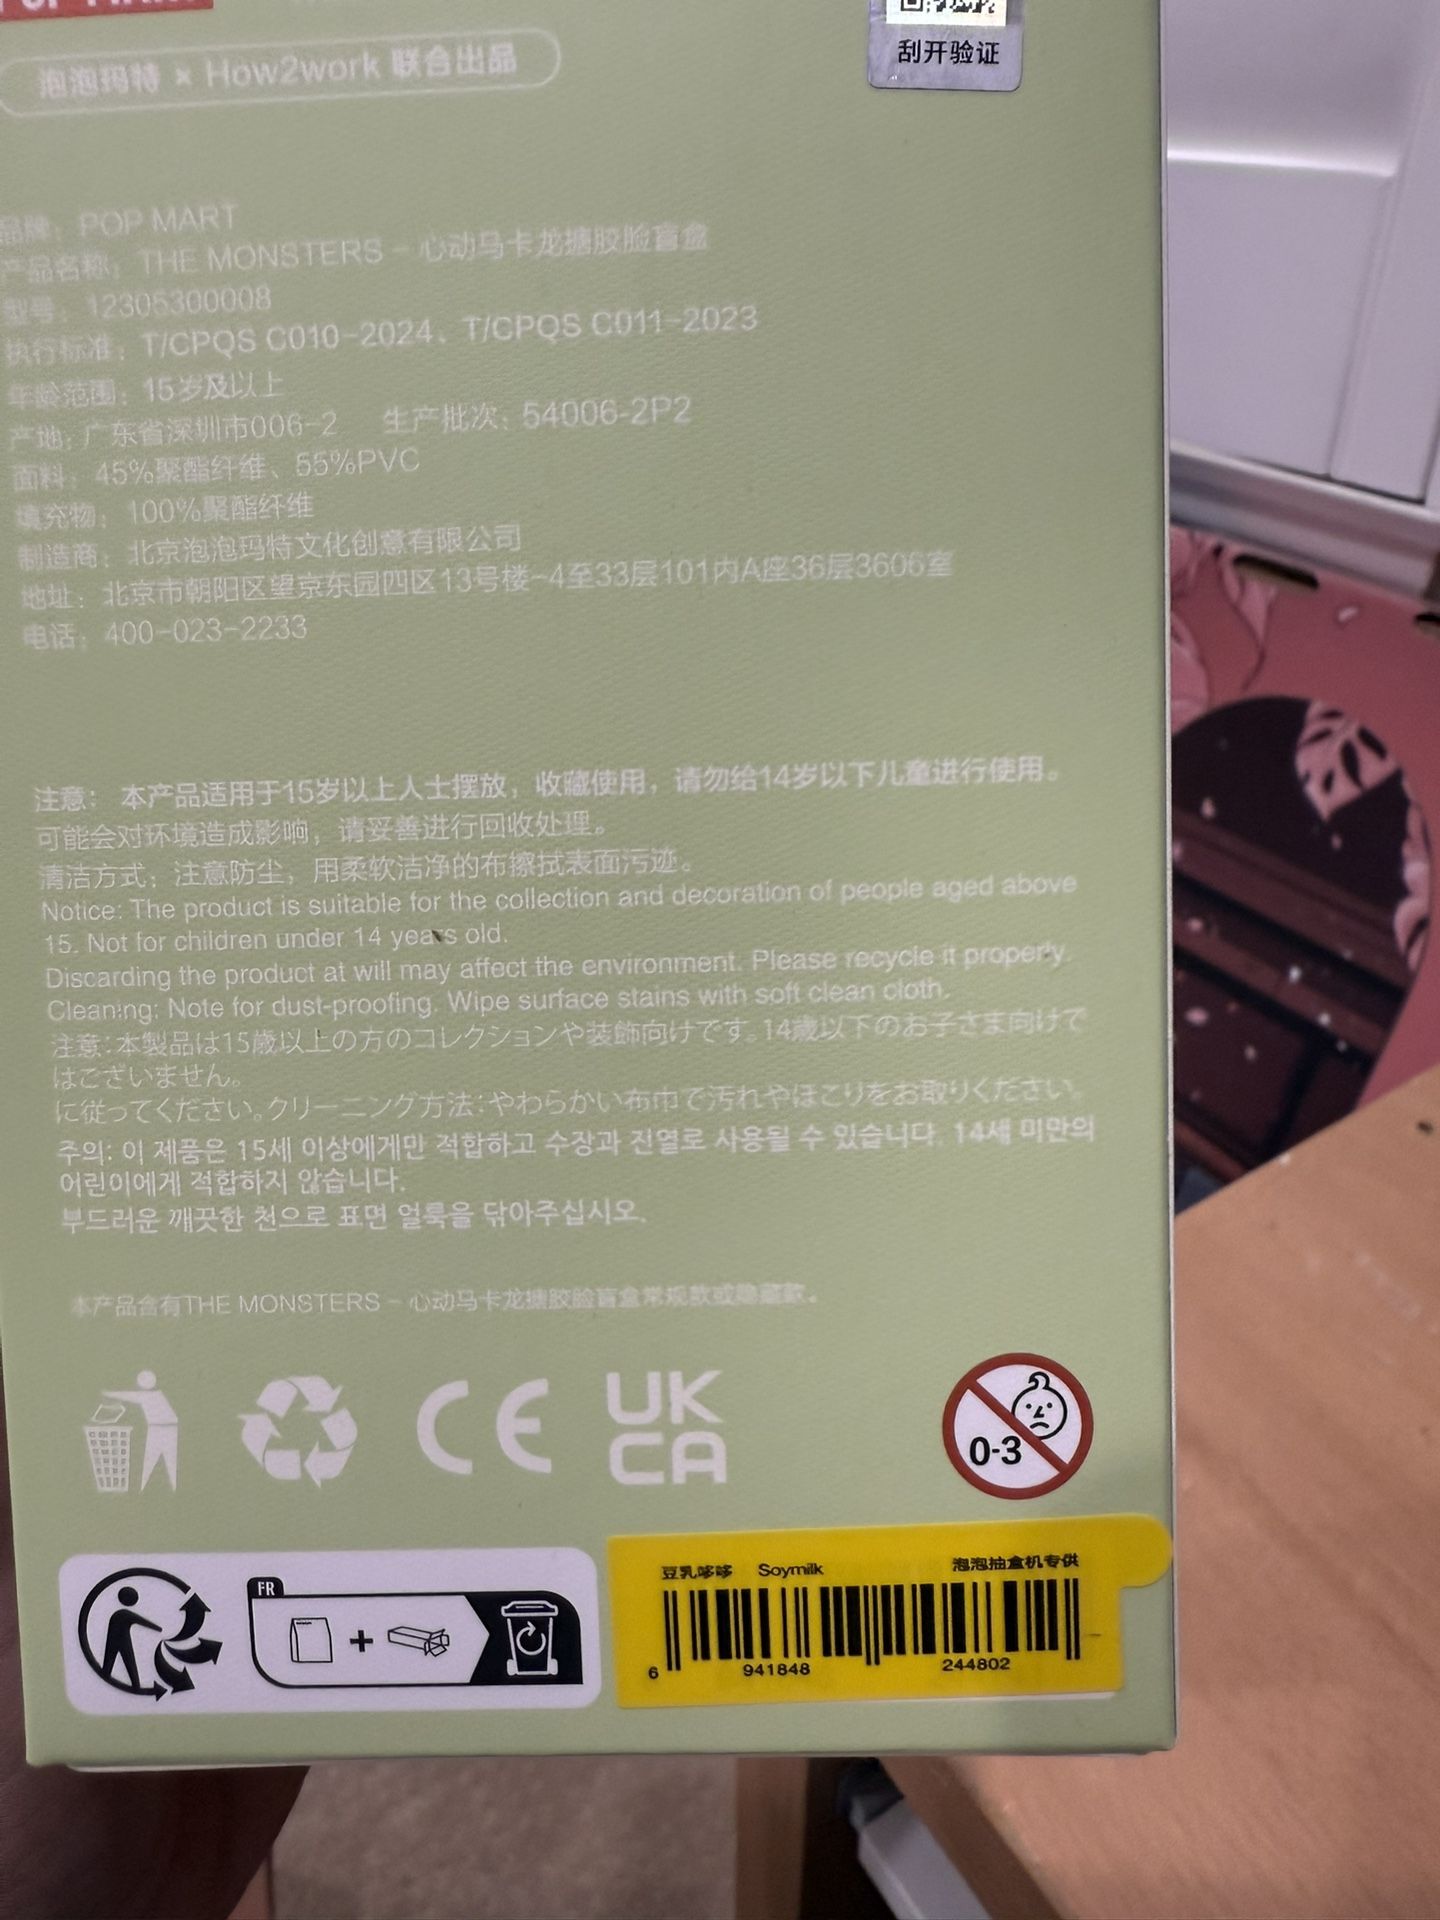 刮开验证
泡泡玛特 × How2work 联合出品
品牌：POP MART
产品名称：THE MONSTERS – 心动马卡龙搪胶脸盲盒
型号：12305300008
执行标准：T/CPQS C010-2024、T/CPQS C011-2023
年龄范围：15岁及以上
产地：广东省深圳市006-2 生产批次：54006-2P2
面料：45%聚酯纤维、55%PVC
填充物：100%聚酯纤维
制造商：北京泡泡玛特文化创意有限公司
地址：北京市朝阳区望京东园四区13号楼-4至33层101内A座36层3606室
电话：400-023-2233
注意：本产品适用于15岁以上人士摆放，收藏使用，请勿给14岁以下儿童进行使用。
可能会对环境造成影响，请妥善进行回收处理。
清洁方式：注意防尘，用柔软洁净的布擦拭表面污迹。
Notice: The product is suitable for the collection and decoration of people aged above
15. Not for children under 14 years old.
Discarding the product at will may affect the environment. Please recycle it properly.
Cleaning: Note for dust-proofing. Wipe surface stains with soft clean cloth.
注意：本製品は15歳以上の方のコレクションや装飾向けです。14歳以下のお子さま向けで
はございません。
に従ってください。クリーニング方法：やわらかい布巾で汚れやほこりをお取りください。
주의: 이 제품은 15세 이상에게만 적합하고 수장과 진열로 사용될 수 있습니다. 14세 미만의
어린이에게 적합하지 않습니다.
부드러운 깨끗한 천으로 표면 얼룩을 닦아주십시오.
本产品含有THE MONSTERS – 心动马卡龙搪胶脸盲盒常规款或隐藏款。
CE
UK
CA
0-3
FR
豆乳哆哆 Soymilk 泡泡抽盒机专供
6 941848 244802